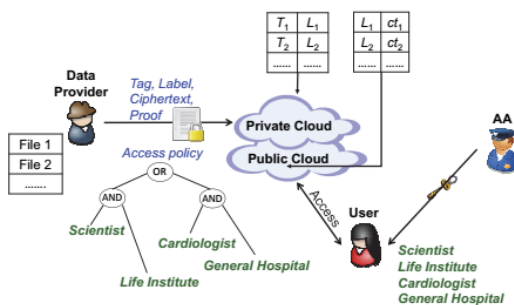 T1 L1
T2 L2
...... ......
L1 ct1
L2 ct2
...... ......
Data
Provider
Tag, Label,
Ciphertext,
Proof
Private Cloud
Public Cloud
AA
File 1
File 2
.......
Access policy
OR
AND
AND
Scientist
Life Institute
Cardiologist
General Hospital
Access
User
Scientist
Life Institute
Cardiologist
General Hospital